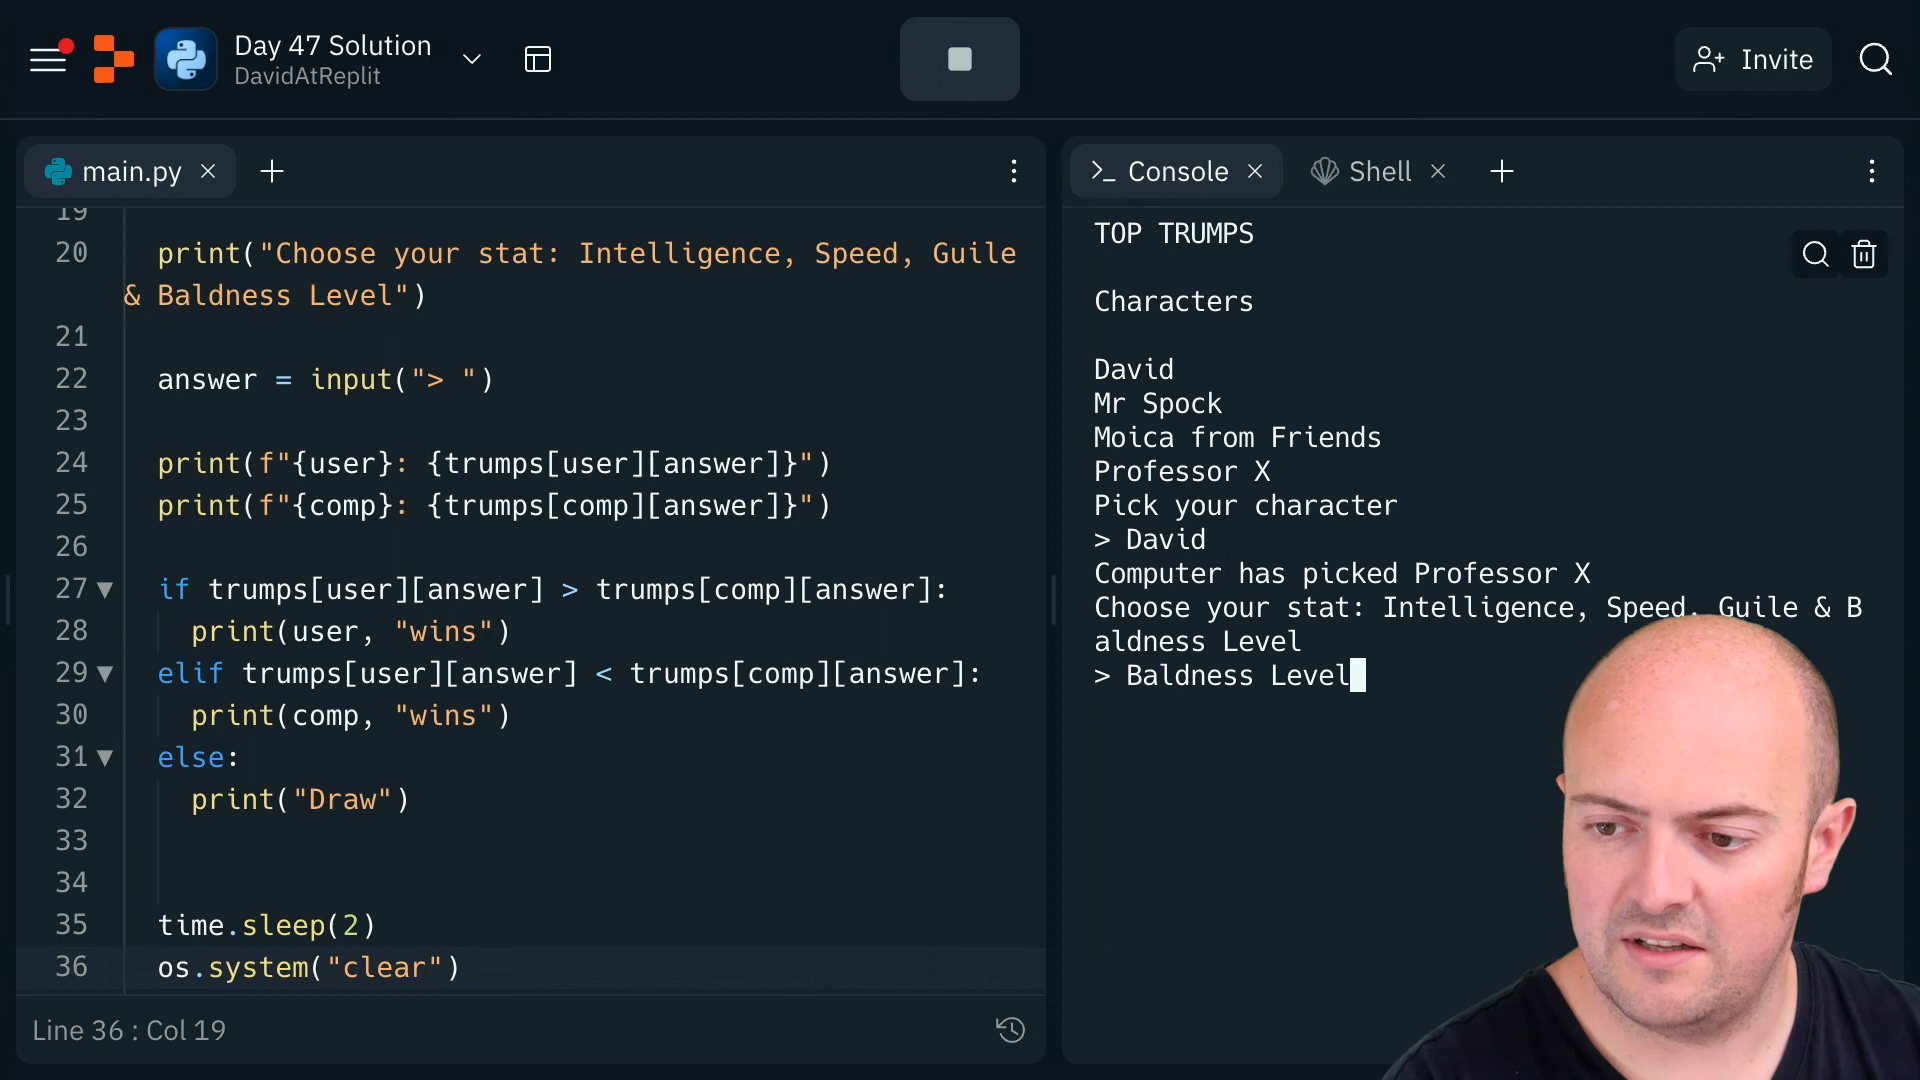 Day 47 Solution
DavidAtReplit
Invite
main.py
Console
Shell
19
20 print("Choose your stat: Intelligence, Speed, Guile
& Baldness Level")
21
22 answer = input("> ")
23
24 print(f"{user}: {trumps[user][answer]}")
25 print(f"{comp}: {trumps[comp][answer]}")
26
27 if trumps[user][answer] > trumps[comp][answer]:
28 print(user, "wins")
29 elif trumps[user][answer] < trumps[comp][answer]:
30 print(comp, "wins")
31 else:
32 print("Draw")
33
34
35 time.sleep(2)
36 os.system("clear")
Line 36 : Col 19
TOP TRUMPS
Characters
David
Mr Spock
Moica from Friends
Professor X
Pick your character
> David
Computer has picked Professor X
Choose your stat: Intelligence, Speed, Guile & B
aldness Level
> Baldness Level